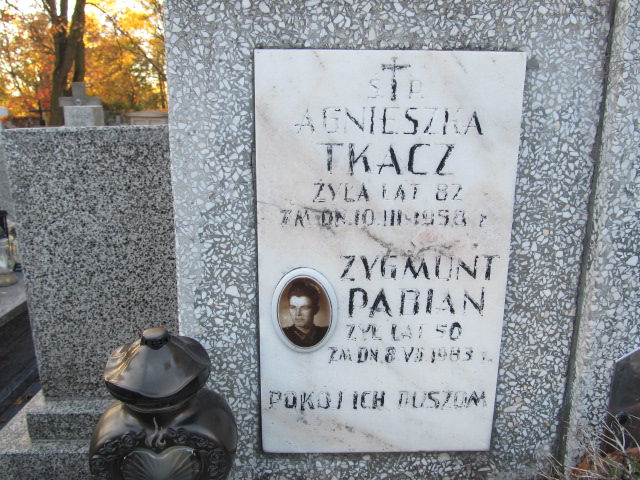 Ś P
AGNIESZKA
TKACZ
ŻYŁA LAT 82
ZM DN. 10. III-1958 r
ZYGMUNT
PABIAN
ŻYŁ LAT 50
ZM DN. 8 VII 1983 r
POKÓJ ICH DUSZOM